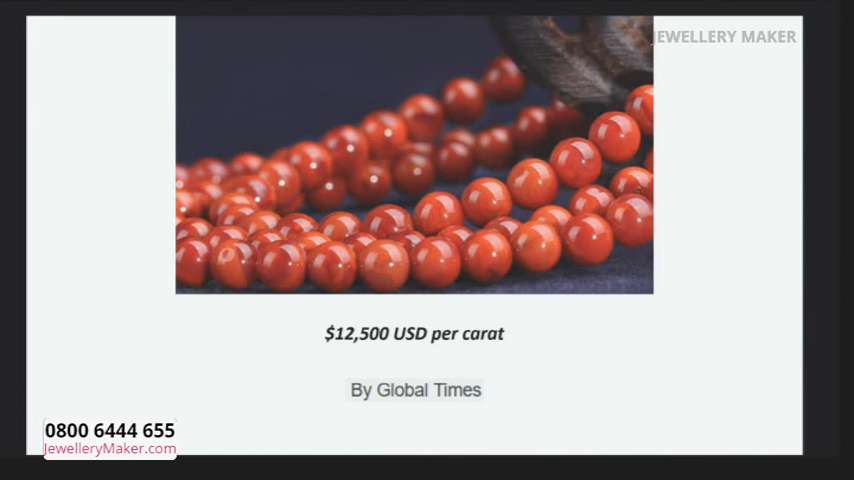 JEWELLERY MAKER
$12,500 USD per carat
By Global Times
0800 6444 655
JewelleryMaker.com